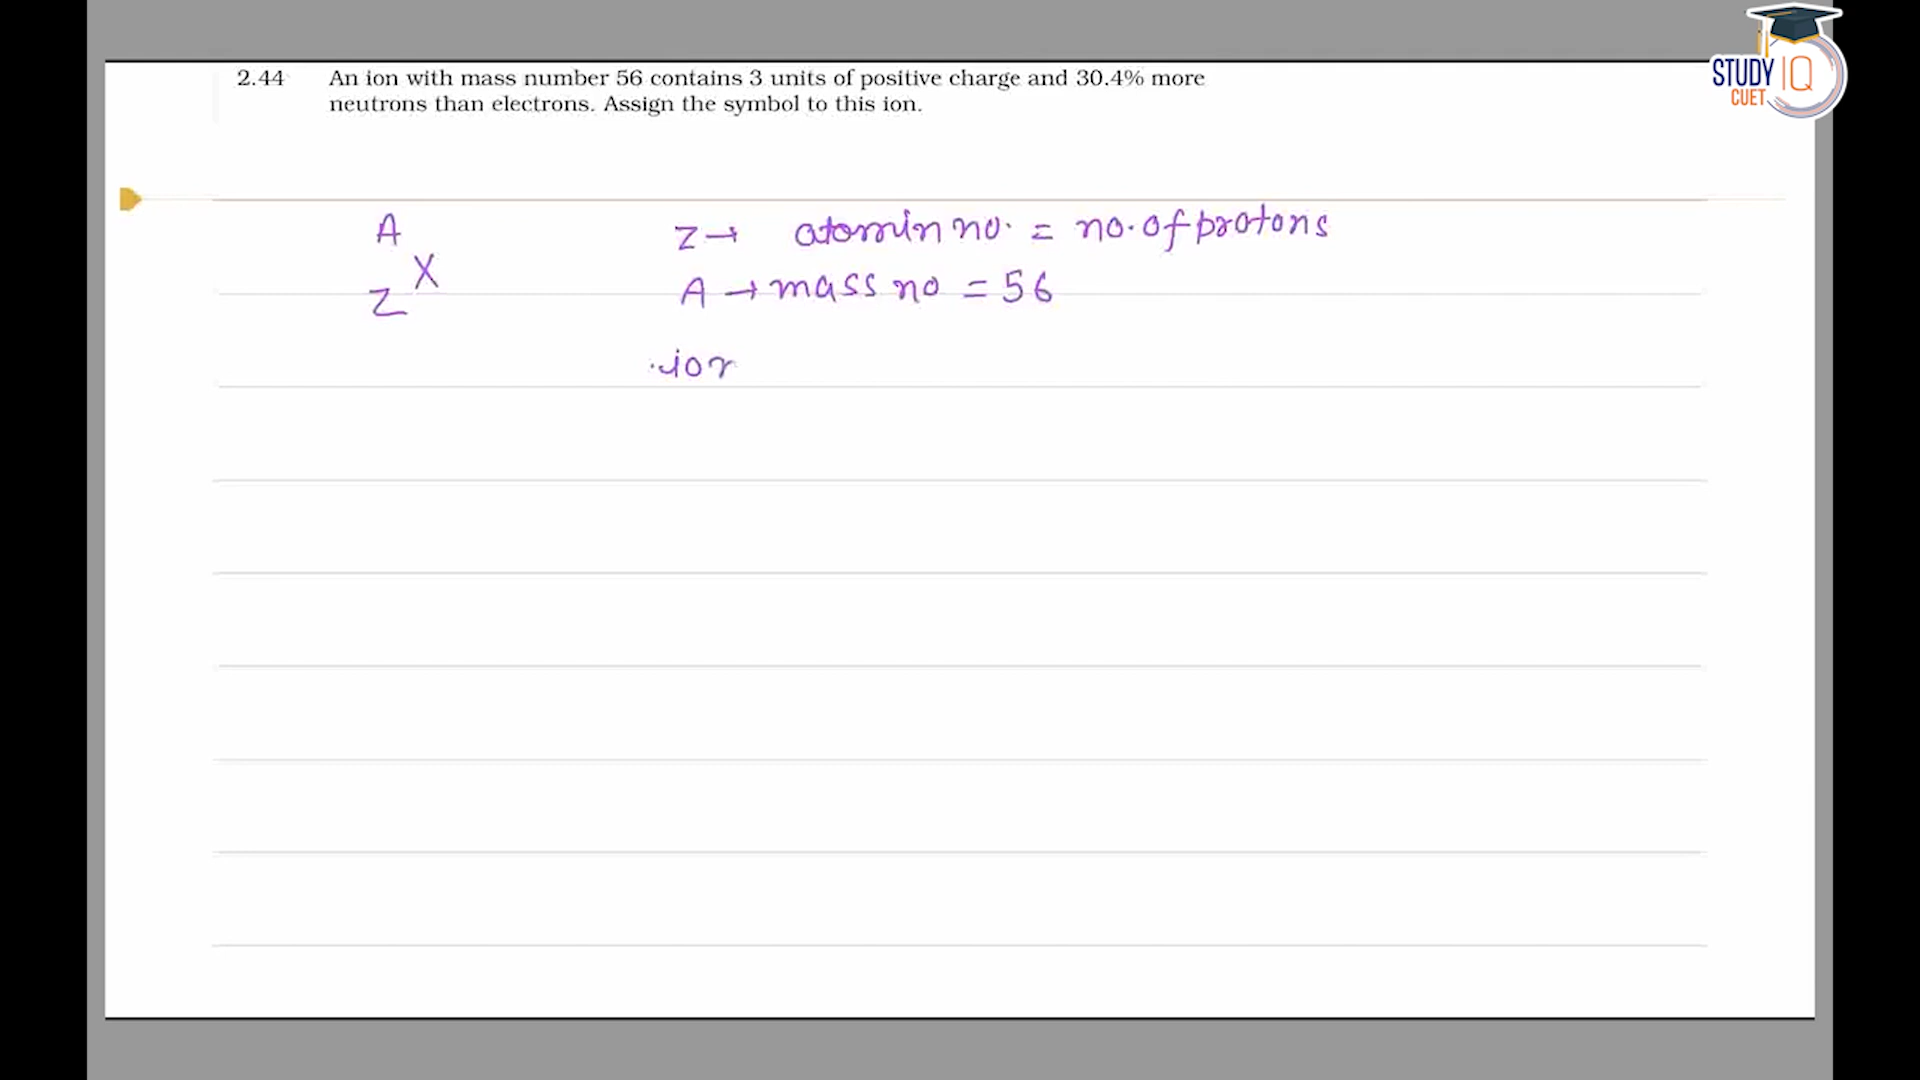 STUDY IQ
CUET
2.44 An ion with mass number 56 contains 3 units of positive charge and 30.4% more
neutrons than electrons. Assign the symbol to this ion.
A
X
Z
Z → atomin no. = no. of protons
A → mass no = 56
ion